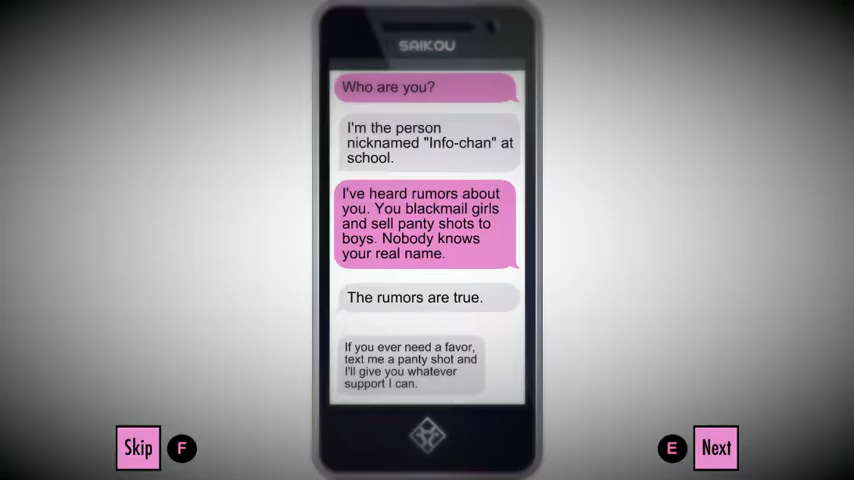 SAIKOU
Who are you?
I'm the person
nicknamed "Info-chan" at
school.
I've heard rumors about
you. You blackmail girls
and sell panty shots to
boys. Nobody knows
your real name.
The rumors are true.
If you ever need a favor,
text me a panty shot and
I'll give you whatever
support I can.
Skip F
E Next